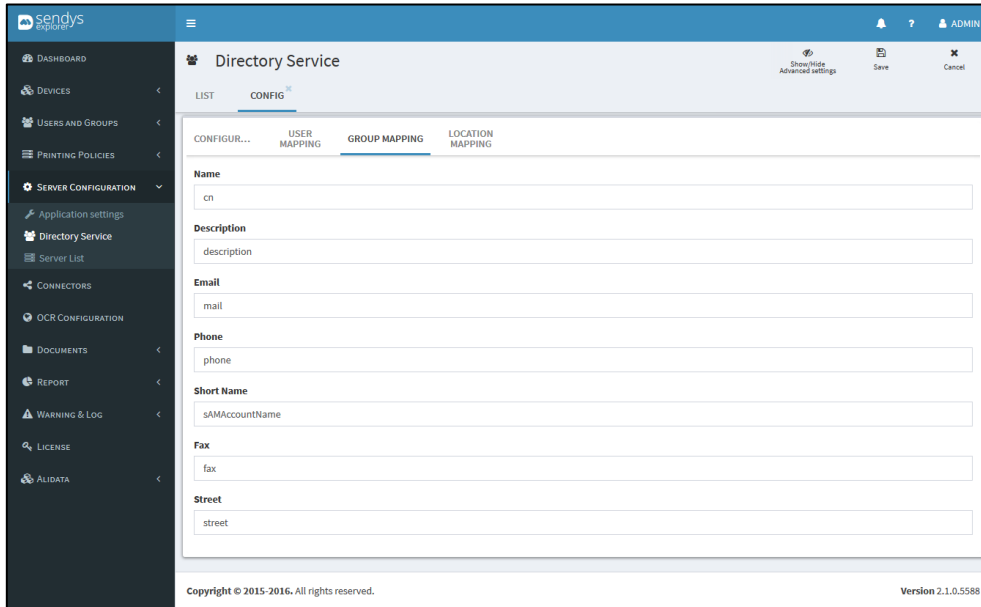 sendys
explorer
DASHBOARD
DEVICES
USERS AND GROUPS
PRINTING POLICIES
SERVER CONFIGURATION
Application settings
Directory Service
Server List
CONNECTORS
OCR CONFIGURATION
DOCUMENTS
REPORT
WARNING & LOG
LICENSE
ALIDATA
? ADMIN
Directory Service
Show/Hide
Advanced settings
Save
Cancel
LIST CONFIG ×
CONFIGUR...
USER
MAPPING
GROUP MAPPING
LOCATION
MAPPING
Name
cn
Description
description
Email
mail
Phone
phone
Short Name
sAMAccountName
Fax
fax
Street
street
Copyright © 2015-2016. All rights reserved. Version 2.1.0.5588